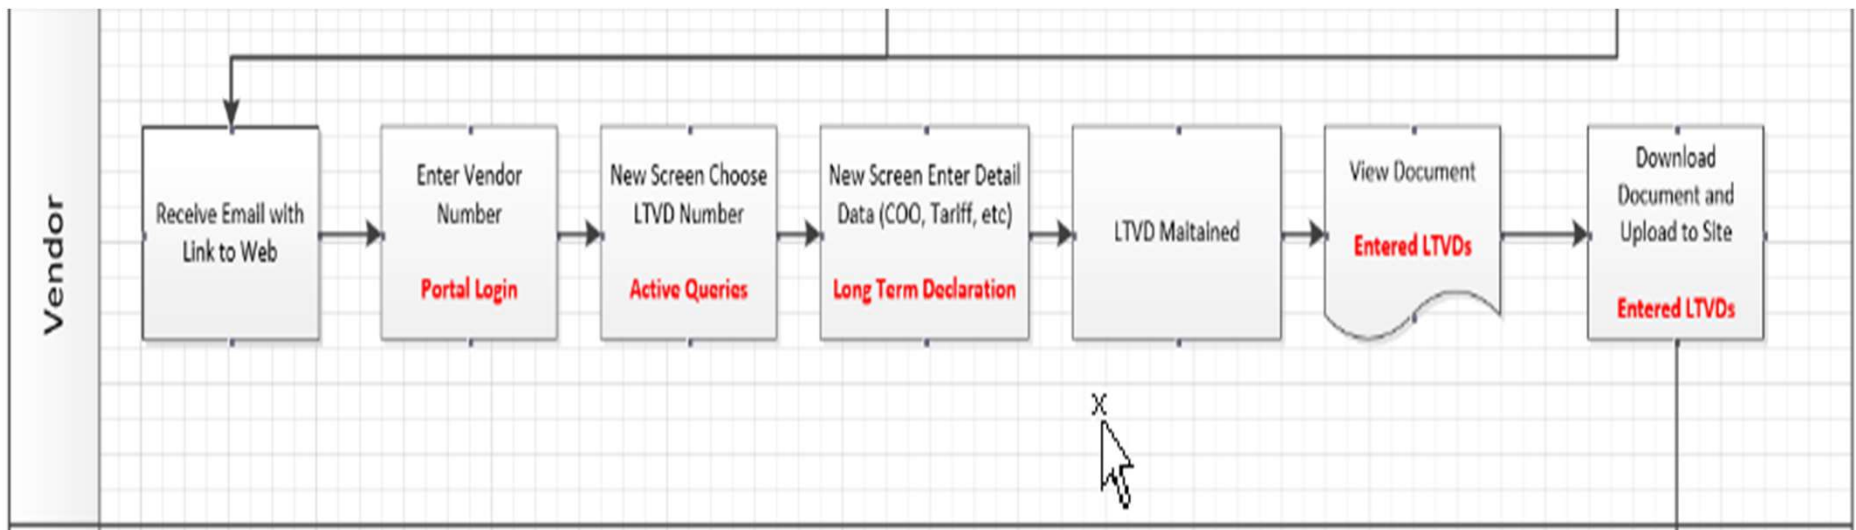 Vendor
Receive Email with
Link to Web
Enter Vendor
Number
Portal Login
New Screen Choose
LTVD Number
Active Queries
New Screen Enter Detail
Data (COO, Tariff, etc)
Long Term Declaration
LTVD Maitained
View Document
Entered LTVDs
Download
Document and
Upload to Site
Entered LTVDs
X